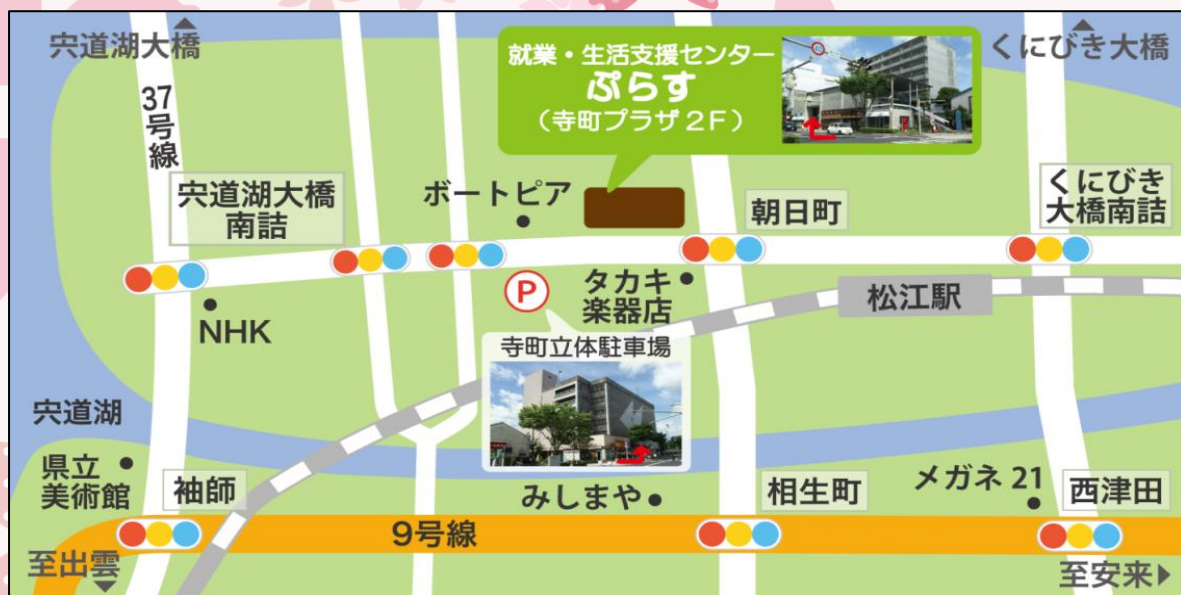 宍道湖大橋
くにびき大橋
就業・生活支援センター
ぷらす
（寺町プラザ２F）
37
号
線
宍道湖大橋
南詰
ボートピア
朝日町
くにびき
大橋南詰
P
タカキ
楽器店
松江駅
NHK
寺町立体駐車場
宍道湖
県立
美術館
袖師
みしまや
相生町
メガネ 21
西津田
9号線
至出雲
至安来